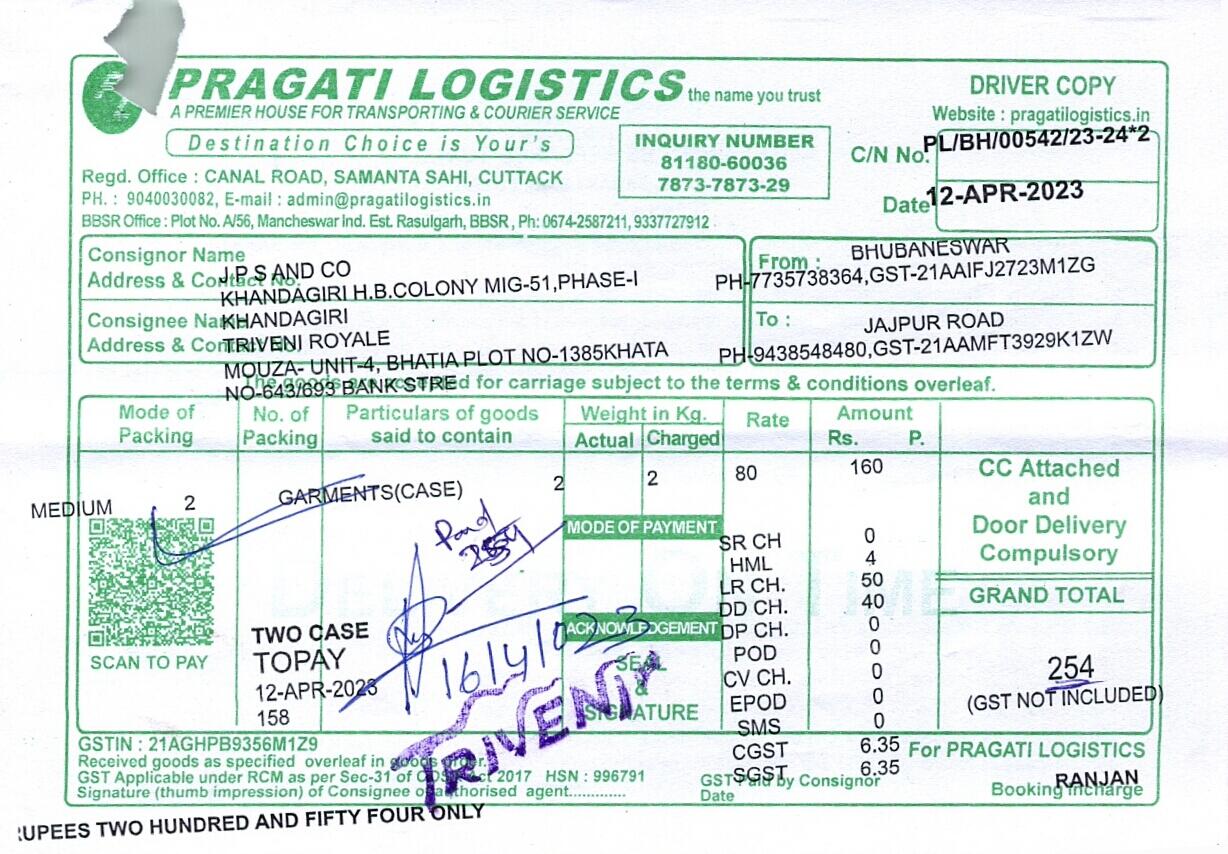 PRAGATI LOGISTICS the name you trust
A PREMIER HOUSE FOR TRANSPORTING & COURIER SERVICE
Destination Choice is Your's
Regd. Office : CANAL ROAD, SAMANTA SAHI, CUTTACK
PH. : 9040030082, E-mail : admin@pragatilogistics.in
BBSR Office : Plot No. A/56, Mancheswar Ind. Est. Rasulgarh, BBSR , Ph: 0674-2587211, 9337727912
INQUIRY NUMBER
81180-60036
7873-7873-29
DRIVER COPY
Website : pragatilogistics.in
C/N No. PL/BH/00542/23-24*2
Date 12-APR-2023
Consignor Name
Address & Contact No.
J.P.S AND CO
KHANDAGIRI H.B.COLONY MIG-51,PHASE-I
KHANDAGIRI
From : BHUBANESWAR
PH-7735738364,GST-21AAIFJ2723M1ZG
Consignee Name
Address & Contact No.
TRIVENI ROYALE
MOUZA- UNIT-4, BHATIA PLOT NO-1385KHATA
NO-643/693 BANK STRE
To : JAJPUR ROAD
PH-9438548480,GST-21AAMFT3929K1ZW
The goods are accepted for carriage subject to the terms & conditions overleaf.
Mode of Packing
No. of Packing
Particulars of goods said to contain
Weight in Kg.
Actual Charged
Rate
Amount
Rs. P.
MEDIUM 2 GARMENTS(CASE) 2 2 80 160
CC Attached
and
Door Delivery
Compulsory
GRAND TOTAL
254
(GST NOT INCLUDED)
MODE OF PAYMENT
ACKNOWLEDGEMENT
SEAL
&
SIGNATURE
SR CH 0
HML 4
LR CH. 50
DD CH. 40
DP CH. 0
POD 0
CV CH. 0
EPOD 0
SMS 0
CGST 6.35
SGST 6.35
SCAN TO PAY
TWO CASE
TOPAY
12-APR-2023
158
16/4/023
TRIVENI
GSTIN : 21AGHPB9356M1Z9
Received goods as specified overleaf in goods order.
GST Applicable under RCM as per Sec-31 of CGST Act 2017 HSN : 996791
Signature (thumb impression) of Consignee or authorised agent.............
GST Paid by Consignor
Date
For PRAGATI LOGISTICS
RANJAN
Booking Incharge
RUPEES TWO HUNDRED AND FIFTY FOUR ONLY